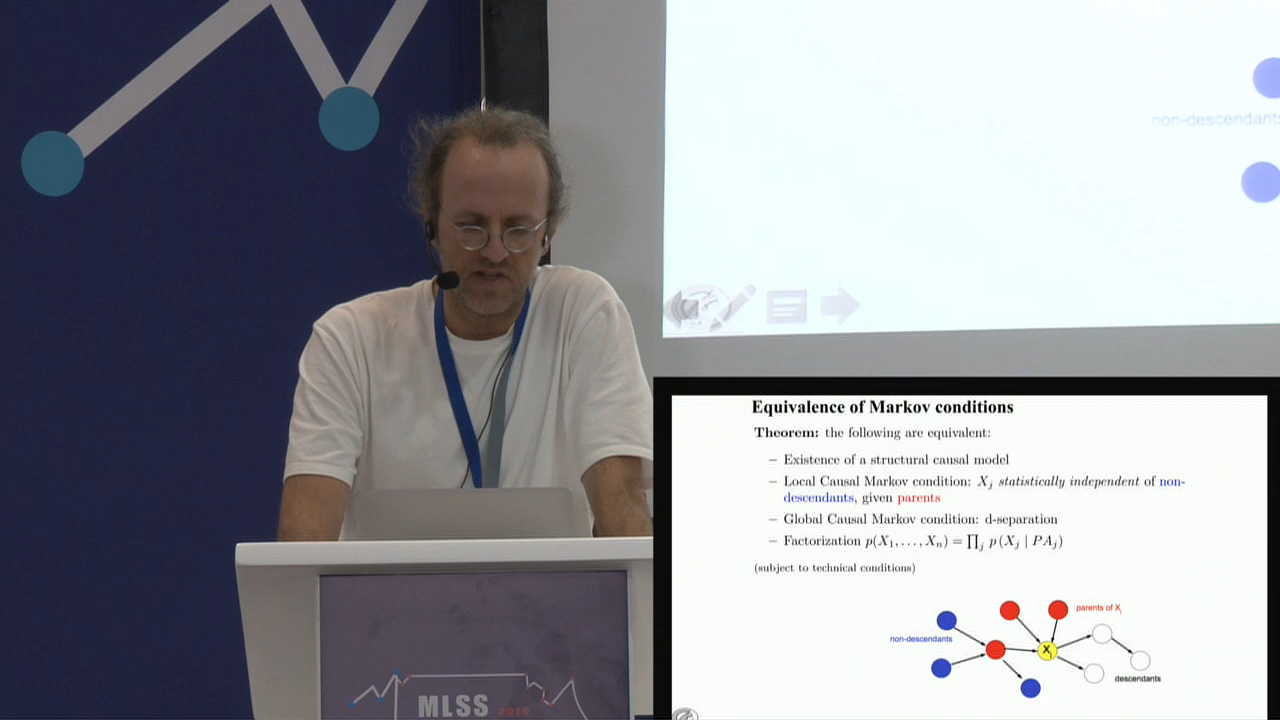 non-descendants
Equivalence of Markov conditions
Theorem: the following are equivalent:
– Existence of a structural causal model
– Local Causal Markov condition: Xj statistically independent of non-
descendants, given parents
– Global Causal Markov condition: d-separation
– Factorization p(X1, . . . , Xn) = ∏j p (Xj | PAj)
(subject to technical conditions)
parents of Xj
non-descendants
Xj
descendants
MLSS 2019